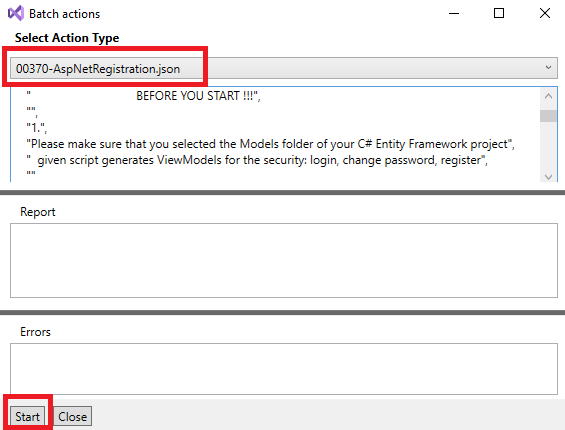 Batch actions
Select Action Type
00370-AspNetRegistration.json
" BEFORE YOU START !!!",
"",
"1.",
"Please make sure that you selected the Models folder of your C# Entity Framework project",
" given script generates ViewModels for the security: login, change password, register",
""
Report
Errors
Start Close